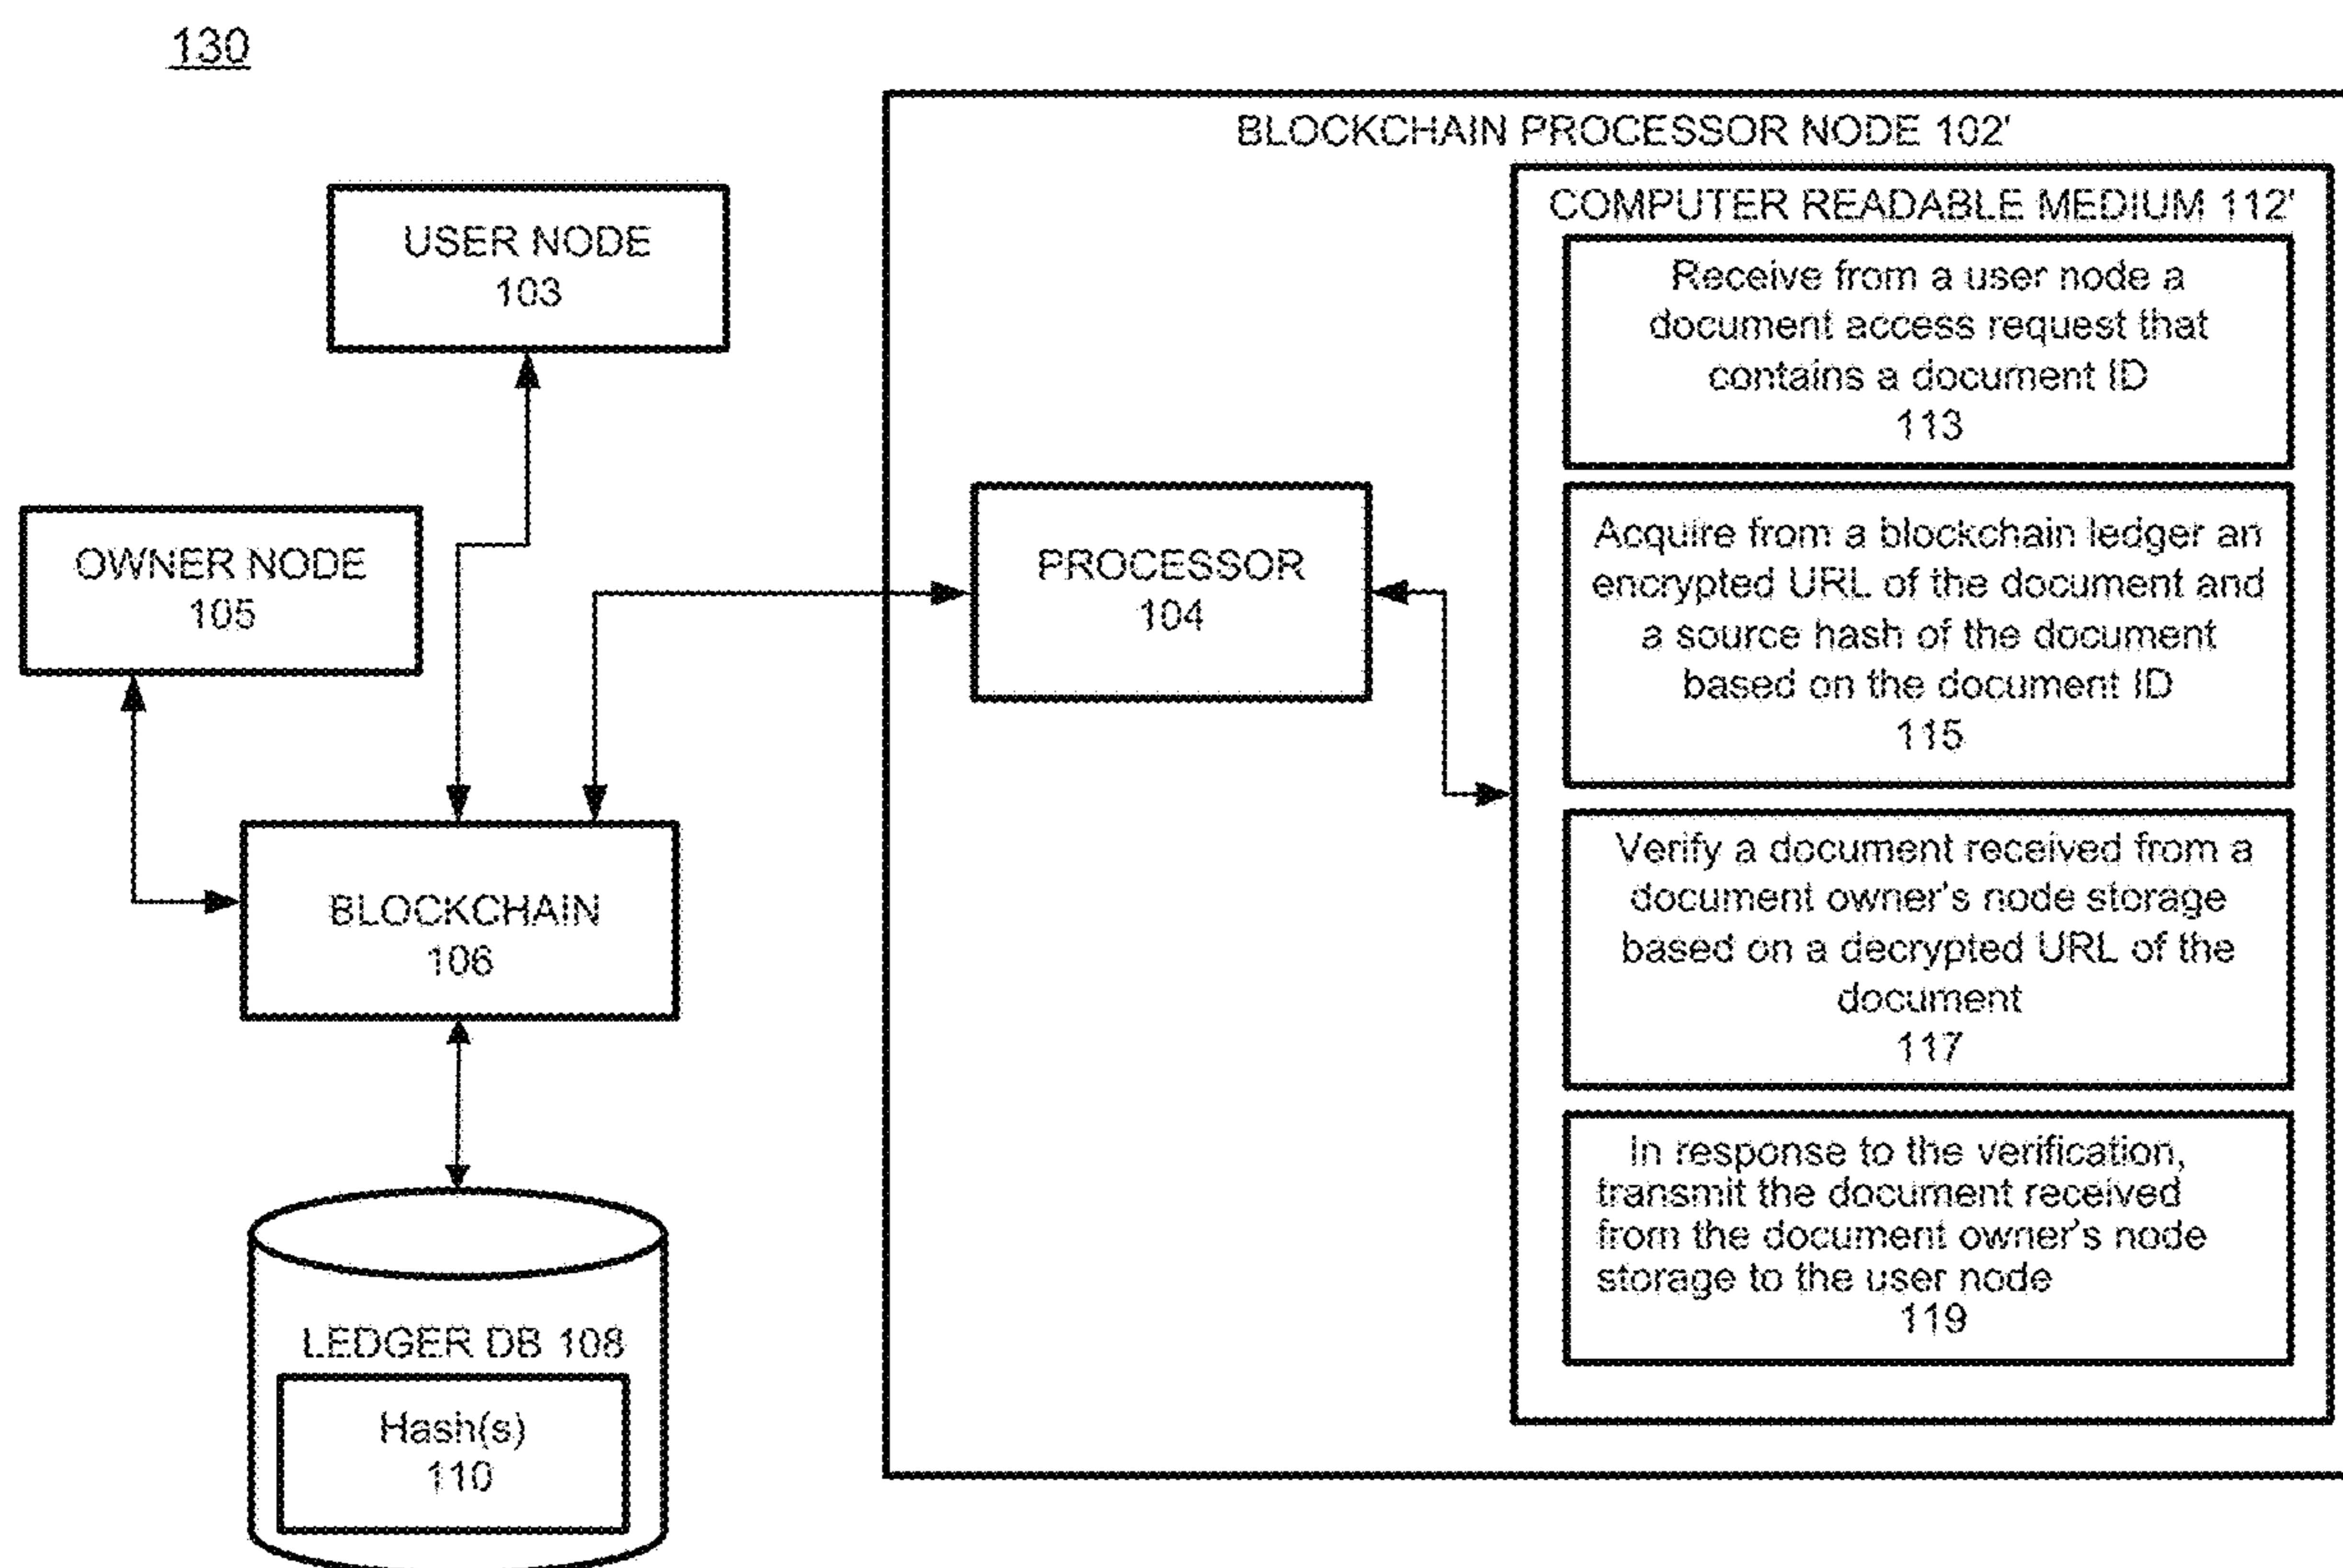 130
USER NODE
103
OWNER NODE
105
BLOCKCHAIN
106
LEDGER DB 108
Hash(s)
110
BLOCKCHAIN PROCESSOR NODE 102'
PROCESSOR
104
COMPUTER READABLE MEDIUM 112'
Receive from a user node a
document access request that
contains a document ID
113
Acquire from a blockchain ledger an
encrypted URL of the document and
a source hash of the document
based on the document ID
115
Verify a document received from a
document owner's node storage
based on a decrypted URL of the
document
117
In response to the verification,
transmit the document received
from the document owner's node
storage to the user node
119